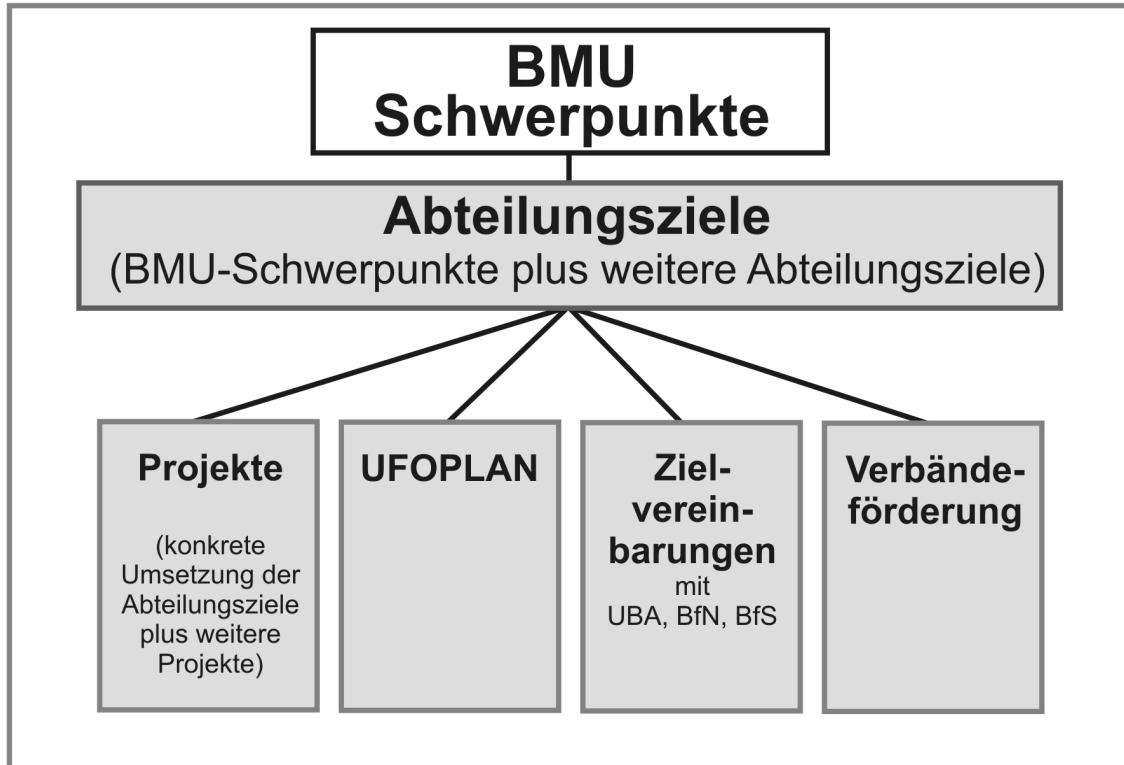 BMU
Schwerpunkte
Abteilungsziele
(BMU-Schwerpunkte plus weitere Abteilungsziele)
Projekte
(konkrete
Umsetzung der
Abteilungsziele
plus weitere
Projekte)
UFOPLAN
Ziel-
verein-
barungen
mit
UBA, BfN, BfS
Verbände-
förderung